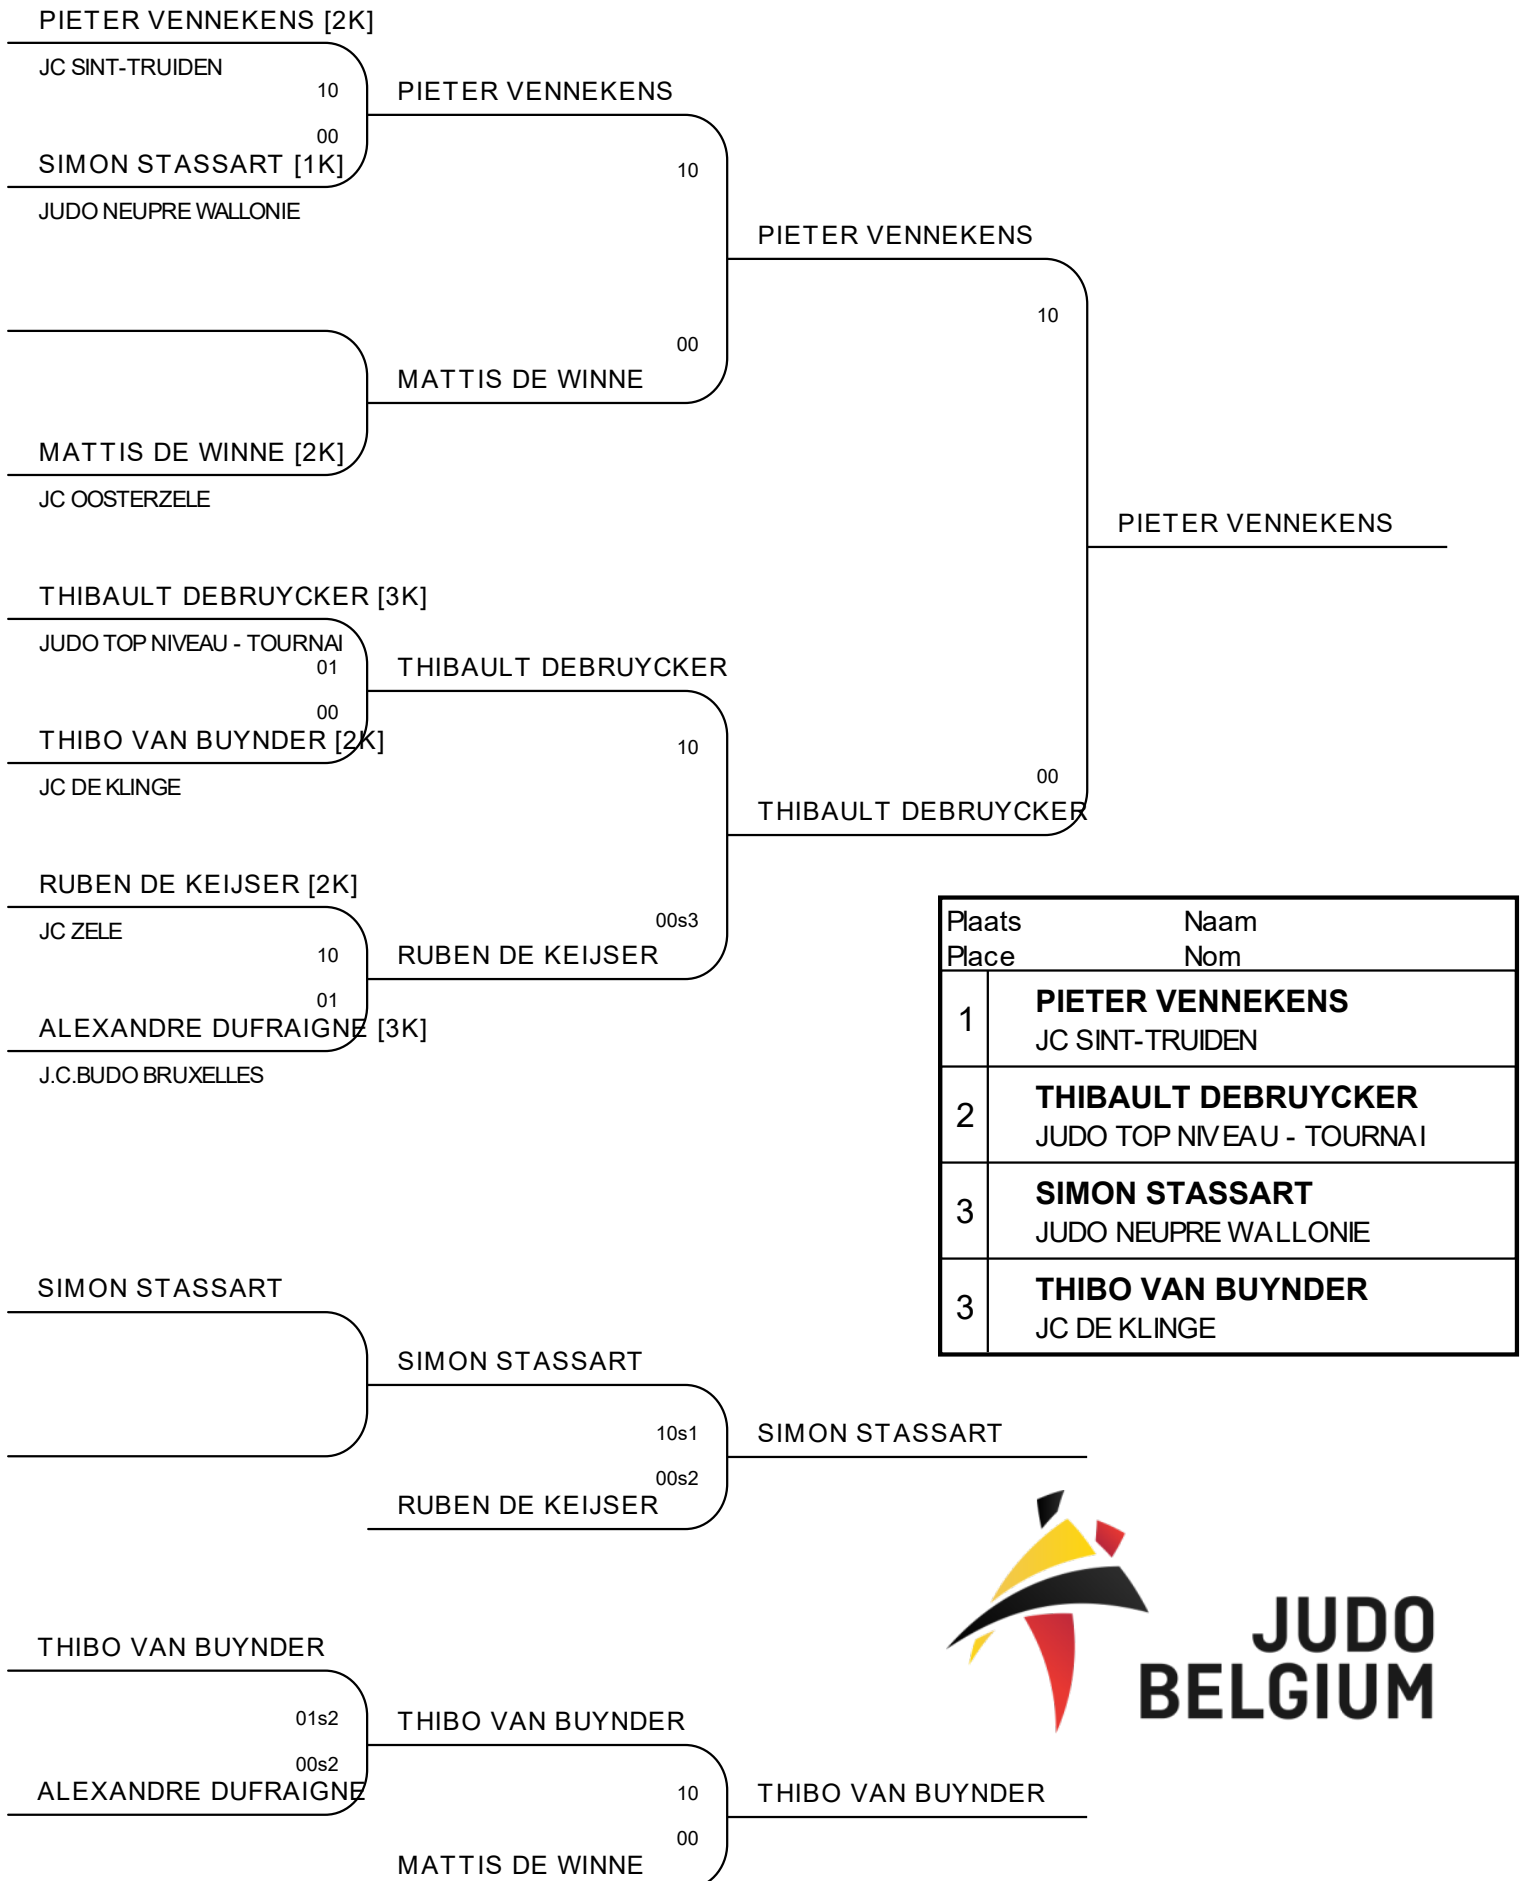 PIETER VENNEKENS [2K]
JC SINT-TRUIDEN
10
PIETER VENNEKENS
00
SIMON STASSART [1K]
10
JUDO NEUPRE WALLONIE
PIETER VENNEKENS
10
00
MATTIS DE WINNE
MATTIS DE WINNE [2K]
JC OOSTERZELE
PIETER VENNEKENS
THIBAULT DEBRUYCKER [3K]
JUDO TOP NIVEAU - TOURNAI
01
THIBAULT DEBRUYCKER
00
THIBO VAN BUYNDER [2K]
10
JC DE KLINGE
00
THIBAULT DEBRUYCKER
RUBEN DE KEIJSER [2K]
JC ZELE
00s3
10
RUBEN DE KEIJSER
01
ALEXANDRE DUFRAIGNE [3K]
J.C.BUDO BRUXELLES
Plaats Naam
Place Nom
1 PIETER VENNEKENS
JC SINT-TRUIDEN
2 THIBAULT DEBRUYCKER
JUDO TOP NIVEAU - TOURNAI
3 SIMON STASSART
JUDO NEUPRE WALLONIE
3 THIBO VAN BUYNDER
JC DE KLINGE
SIMON STASSART
SIMON STASSART
10s1
SIMON STASSART
00s2
RUBEN DE KEIJSER
THIBO VAN BUYNDER
01s2
THIBO VAN BUYNDER
00s2
ALEXANDRE DUFRAIGNE
10
THIBO VAN BUYNDER
00
MATTIS DE WINNE
JUDO
BELGIUM